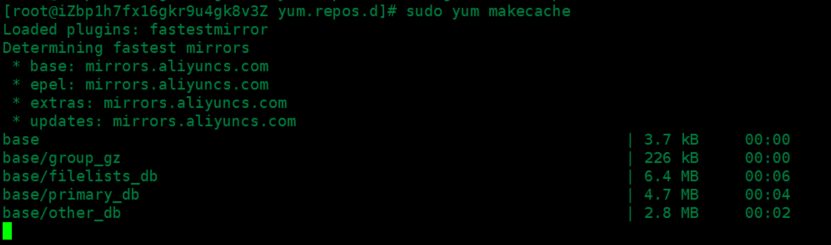 [root@iZbp1h7fx16gkr9u4gk8v3Z yum.repos.d]# sudo yum makecache
Loaded plugins: fastestmirror
Determining fastest mirrors
 * base: mirrors.aliyuncs.com
 * epel: mirrors.aliyuncs.com
 * extras: mirrors.aliyuncs.com
 * updates: mirrors.aliyuncs.com
base | 3.7 kB 00:00
base/group_gz | 226 kB 00:00
base/filelists_db | 6.4 MB 00:06
base/primary_db | 4.7 MB 00:04
base/other_db | 2.8 MB 00:02